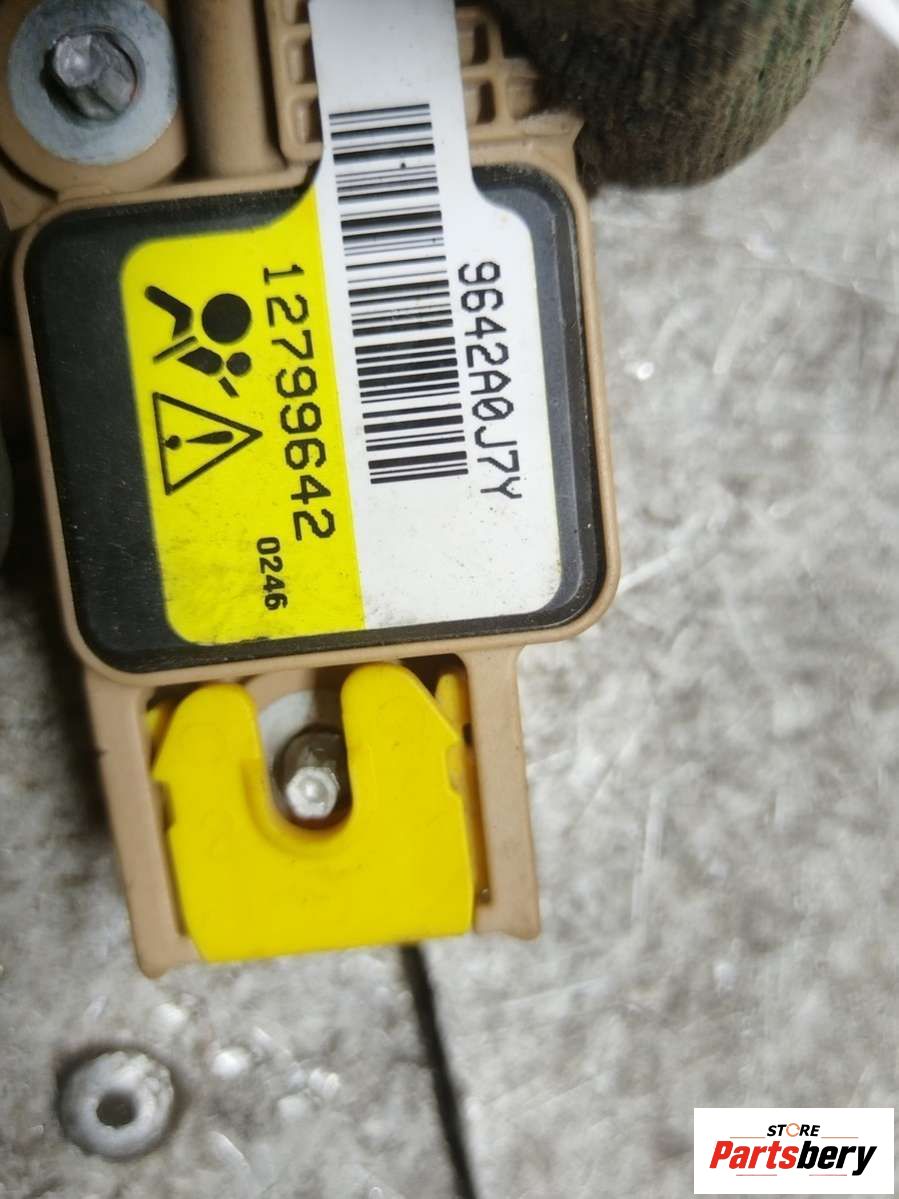 9642A0J7Y
12799642
0246
STORE
Partsbery